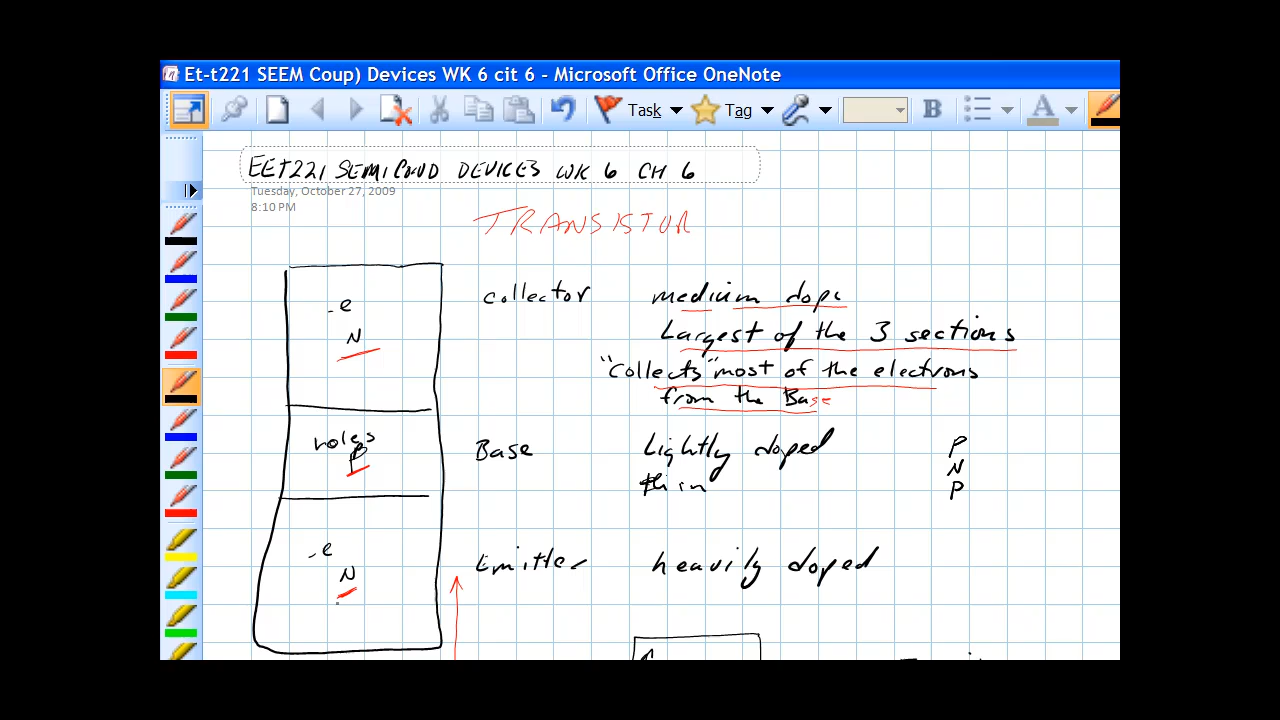 Et-t221 SEEM Coup) Devices WK 6 cit 6 - Microsoft Office OneNote
Task Tag B A
EET221 SEMICOUD DEVICES WK 6 CH 6
Tuesday, October 27, 2009
8:10 PM
TRANSISTOR
-e
N
collector
medium dope
Largest of the 3 sections
"collects" most of the electrons
from the Base
holes
P
Base
Lightly doped
thin
P
N
P
-e
N
Emitter
heavily doped